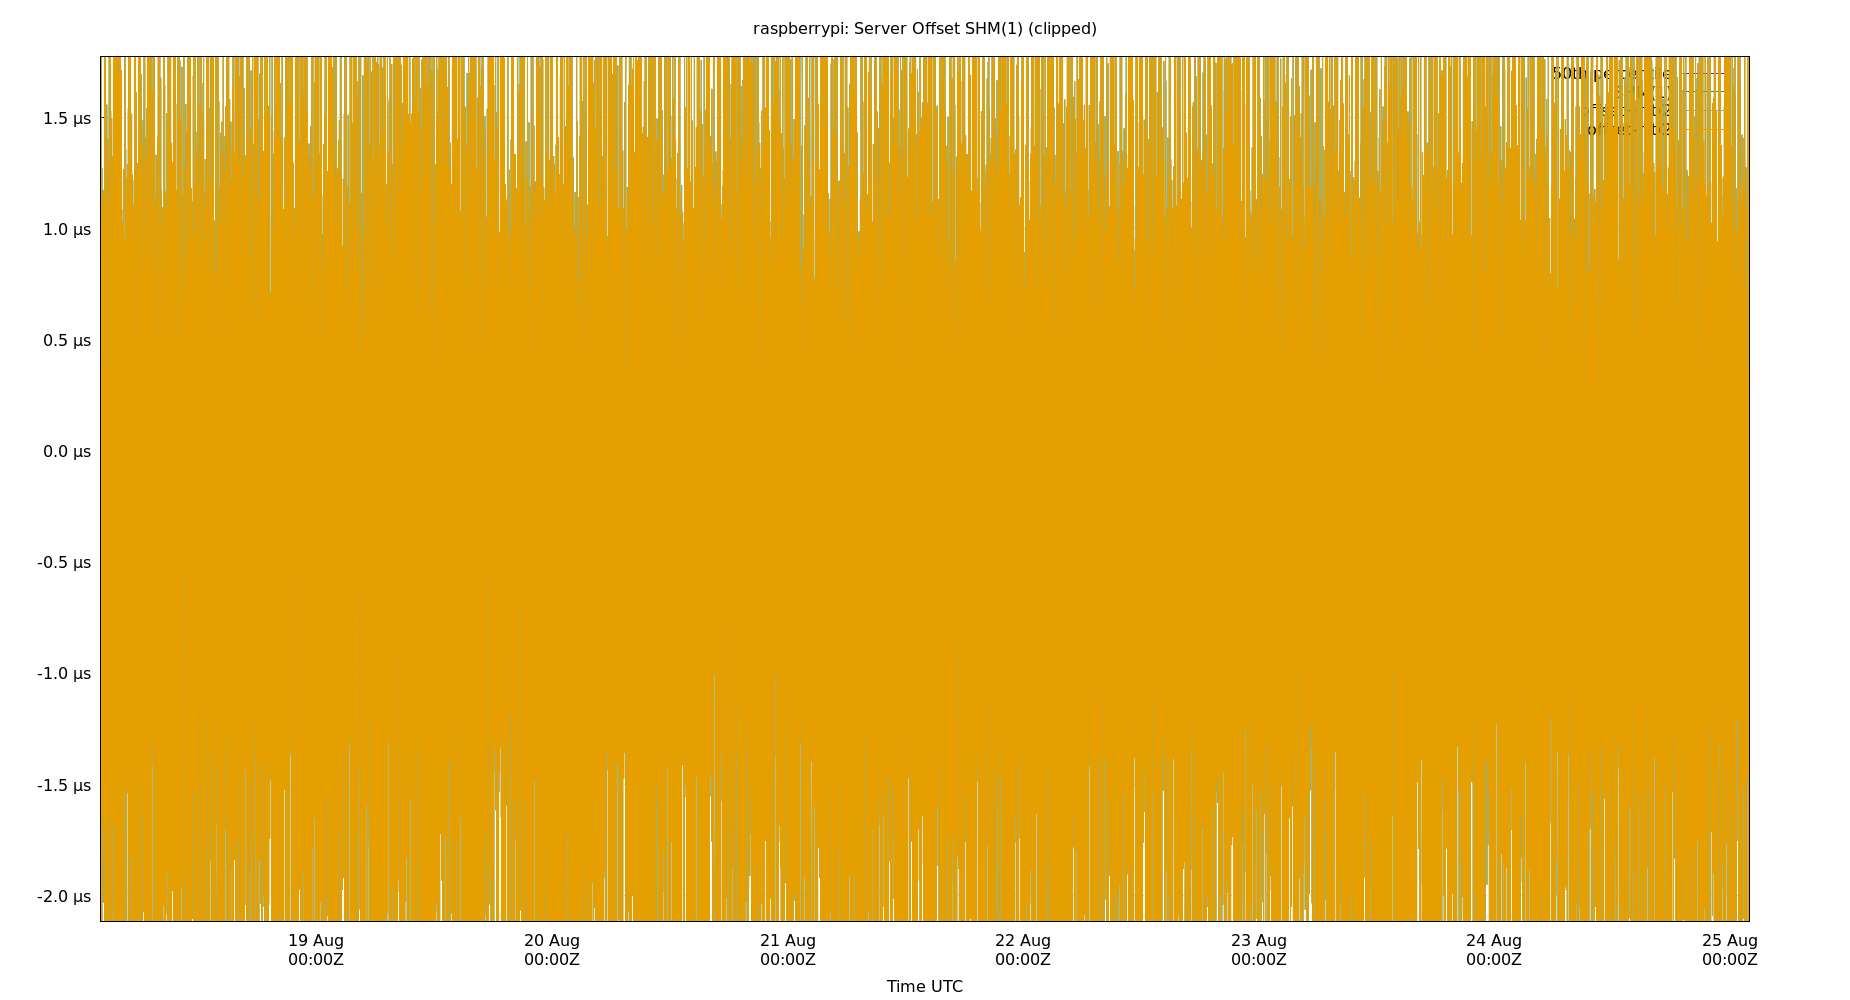 raspberrypi: Server Offset SHM(1) (clipped)
50th percentile
1.5 µs
1.0 µs
0.5 µs
0.0 µs
-0.5 µs
-1.0 µs
-1.5 µs
-2.0 µs
19 Aug 20 Aug 21 Aug 22 Aug 23 Aug 24 Aug 25 Aug
00:00Z 00:00Z 00:00Z 00:00Z 00:00Z 00:00Z 00:00Z
Time UTC